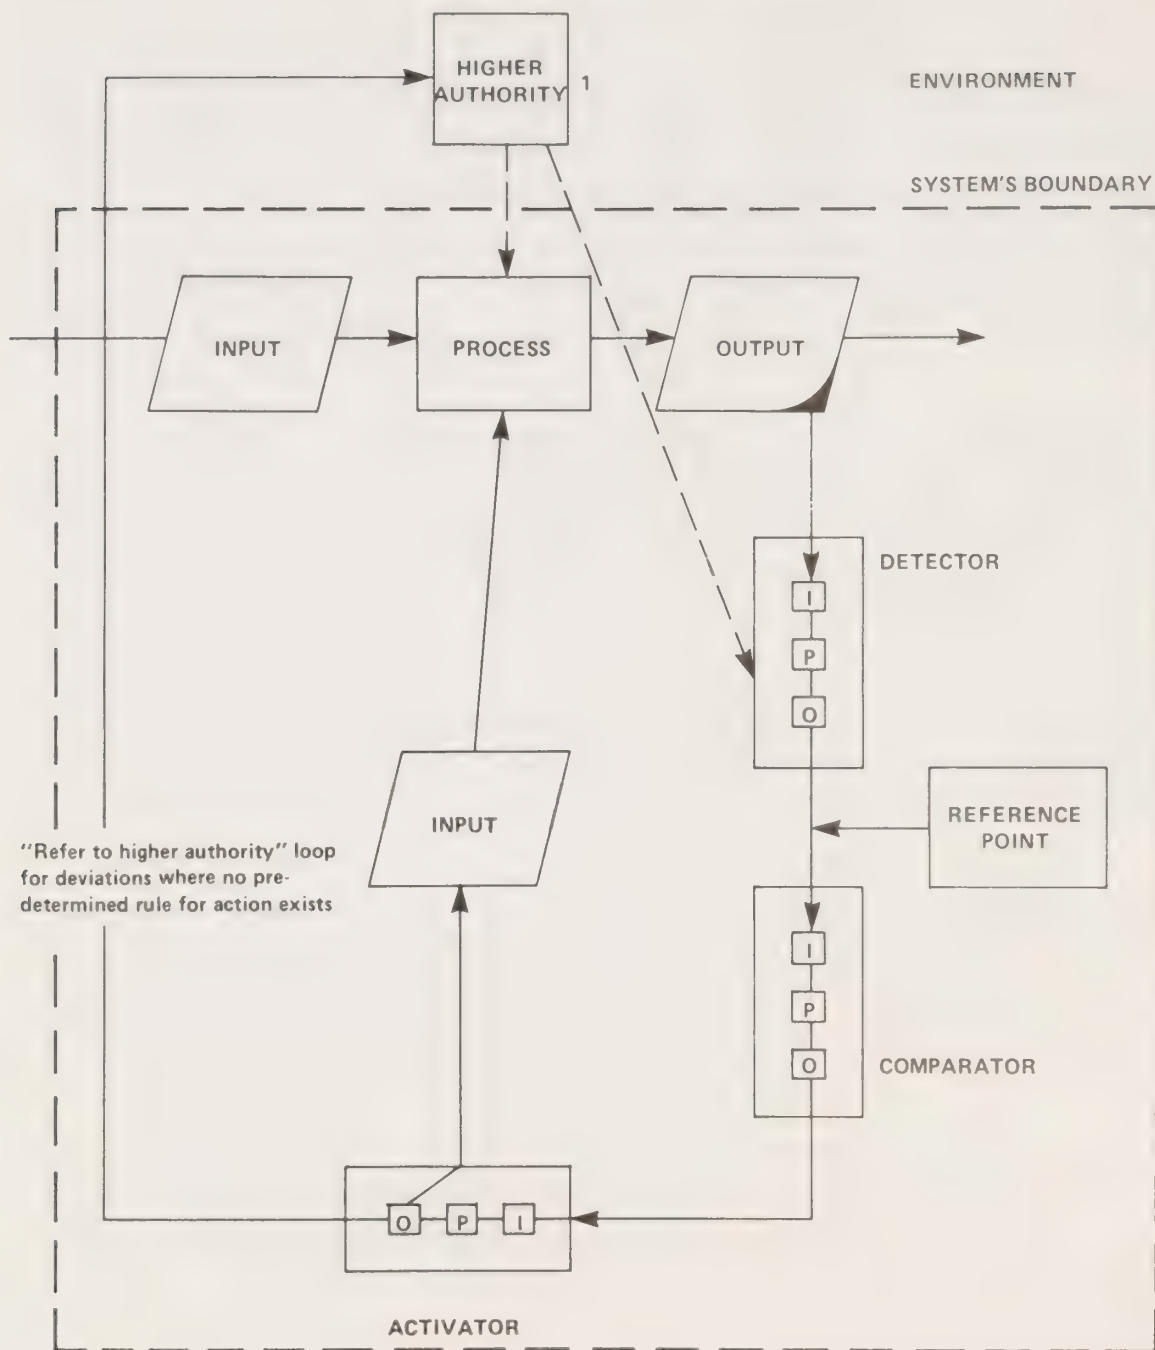 HIGHER
AUTHORITY 1
ENVIRONMENT
SYSTEM'S BOUNDARY
INPUT
PROCESS
OUTPUT
DETECTOR
I
P
O
INPUT
REFERENCE
POINT
"Refer to higher authority" loop
for deviations where no pre-
determined rule for action exists
I
P
O
COMPARATOR
O P I
ACTIVATOR